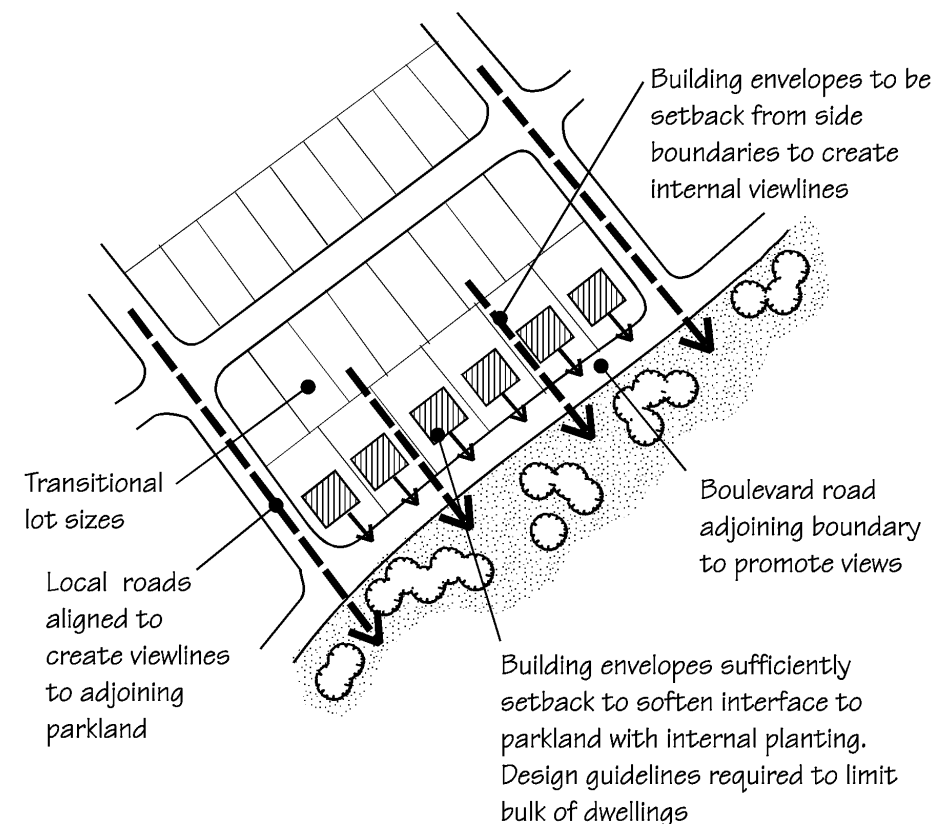 Building envelopes to be
setback from side
boundaries to create
internal viewlines
Transitional
lot sizes
Boulevard road
adjoining boundary
to promote views
Local roads
aligned to
create viewlines
to adjoining
parkland
Building envelopes sufficiently
setback to soften interface to
parkland with internal planting.
Design guidelines required to limit
bulk of dwellings